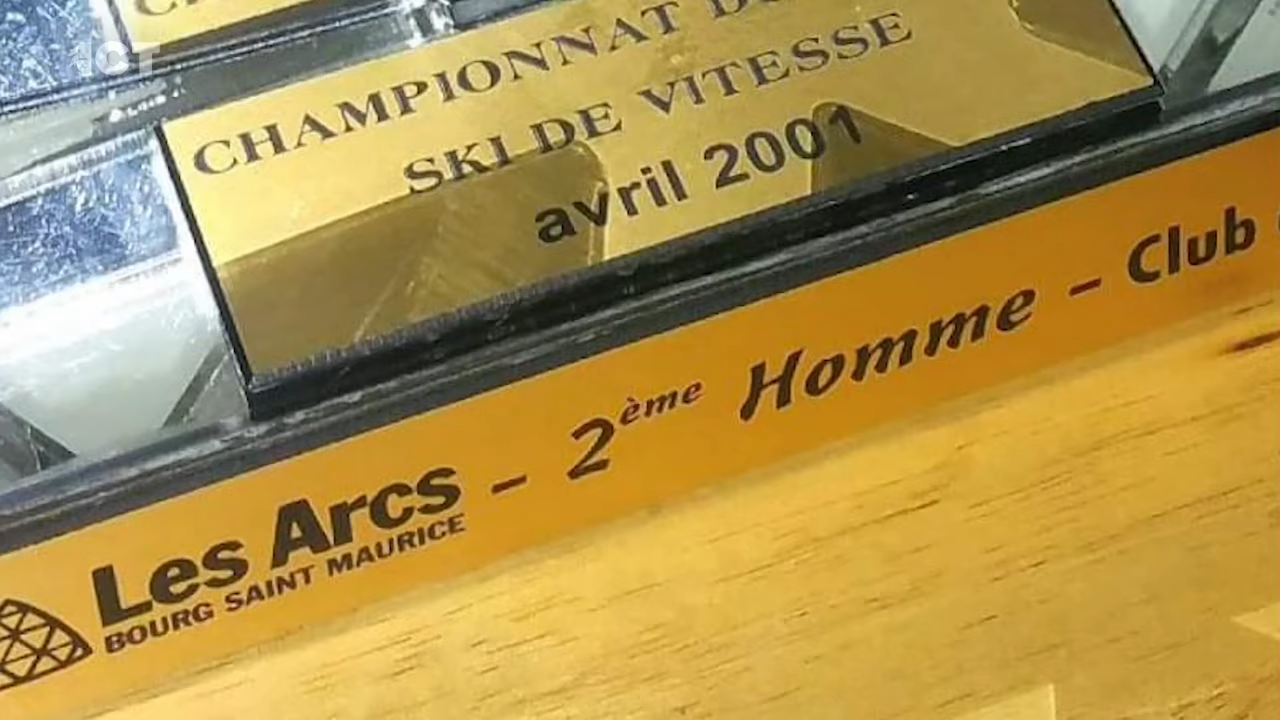 CHAMPIONNAT
SKI DE VITESSE
avril 2001
Les Arcs – 2ème Homme – Club
BOURG SAINT MAURICE